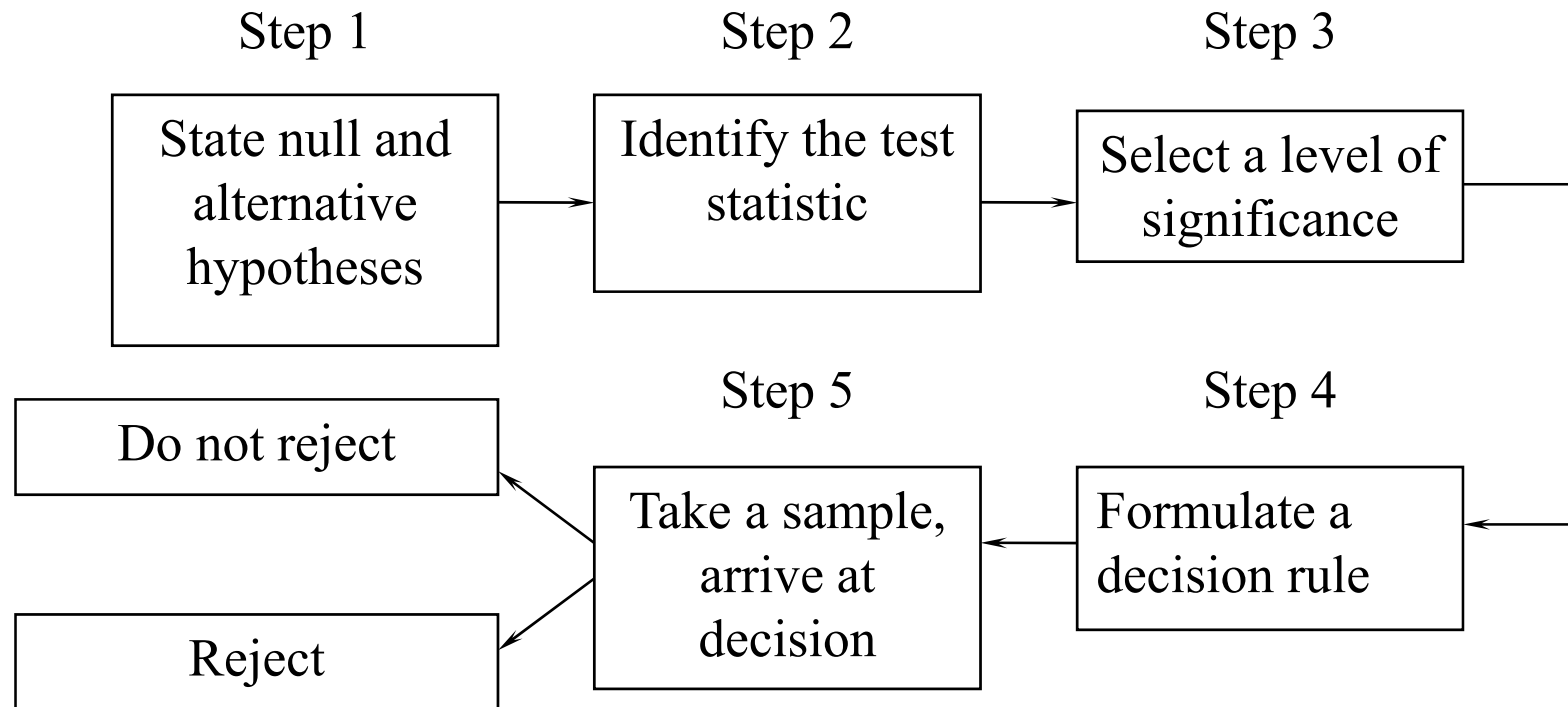 Step 1
Step 2
Step 3
State null and
alternative
hypotheses
Identify the test
statistic
Select a level of
significance
Step 5
Step 4
Do not reject
Take a sample,
arrive at
decision
Formulate a
decision rule
Reject